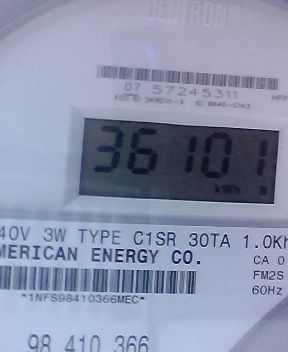 CENTRON®
07 57245311
36101
kWh
40V 3W TYPE C1SR 30TA 1.0Kh
MERICAN ENERGY CO.
CA 0
FM2S
*1NFS98410366MEC*
60Hz
98 410 366